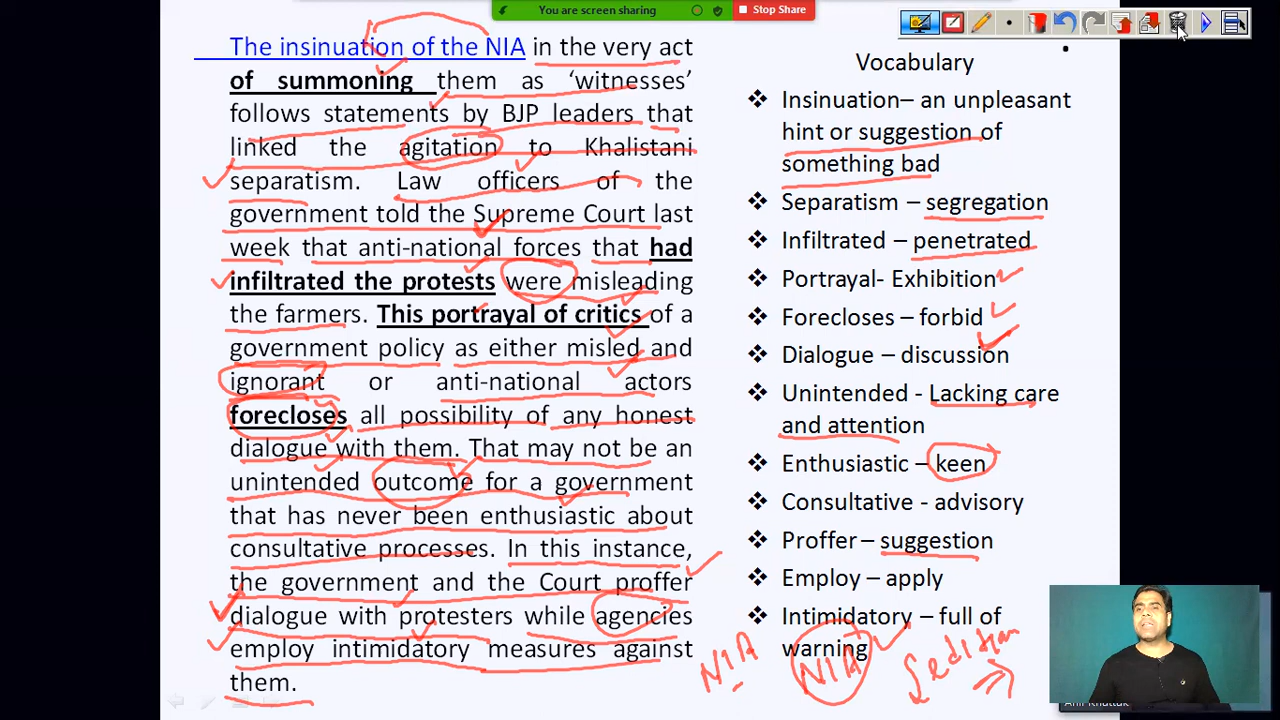 You are screen sharing
Stop Share
The insinuation of the NIA in the very act
of summoning them as ‘witnesses’
follows statements by BJP leaders that
linked the agitation to Khalistani
separatism. Law officers of the
government told the Supreme Court last
week that anti-national forces that had
infiltrated the protests were misleading
the farmers. This portrayal of critics of a
government policy as either misled and
ignorant or anti-national actors
forecloses all possibility of any honest
dialogue with them. That may not be an
unintended outcome for a government
that has never been enthusiastic about
consultative processes. In this instance,
the government and the Court proffer
dialogue with protesters while agencies
employ intimidatory measures against
them.
Vocabulary
❖ Insinuation– an unpleasant
hint or suggestion of
something bad
❖ Separatism – segregation
❖ Infiltrated – penetrated
❖ Portrayal- Exhibition
❖ Forecloses – forbid
❖ Dialogue – discussion
❖ Unintended - Lacking care
and attention
❖ Enthusiastic – keen
❖ Consultative - advisory
❖ Proffer – suggestion
❖ Employ – apply
❖ Intimidatory – full of
warning
NIA
NIA
Sedition